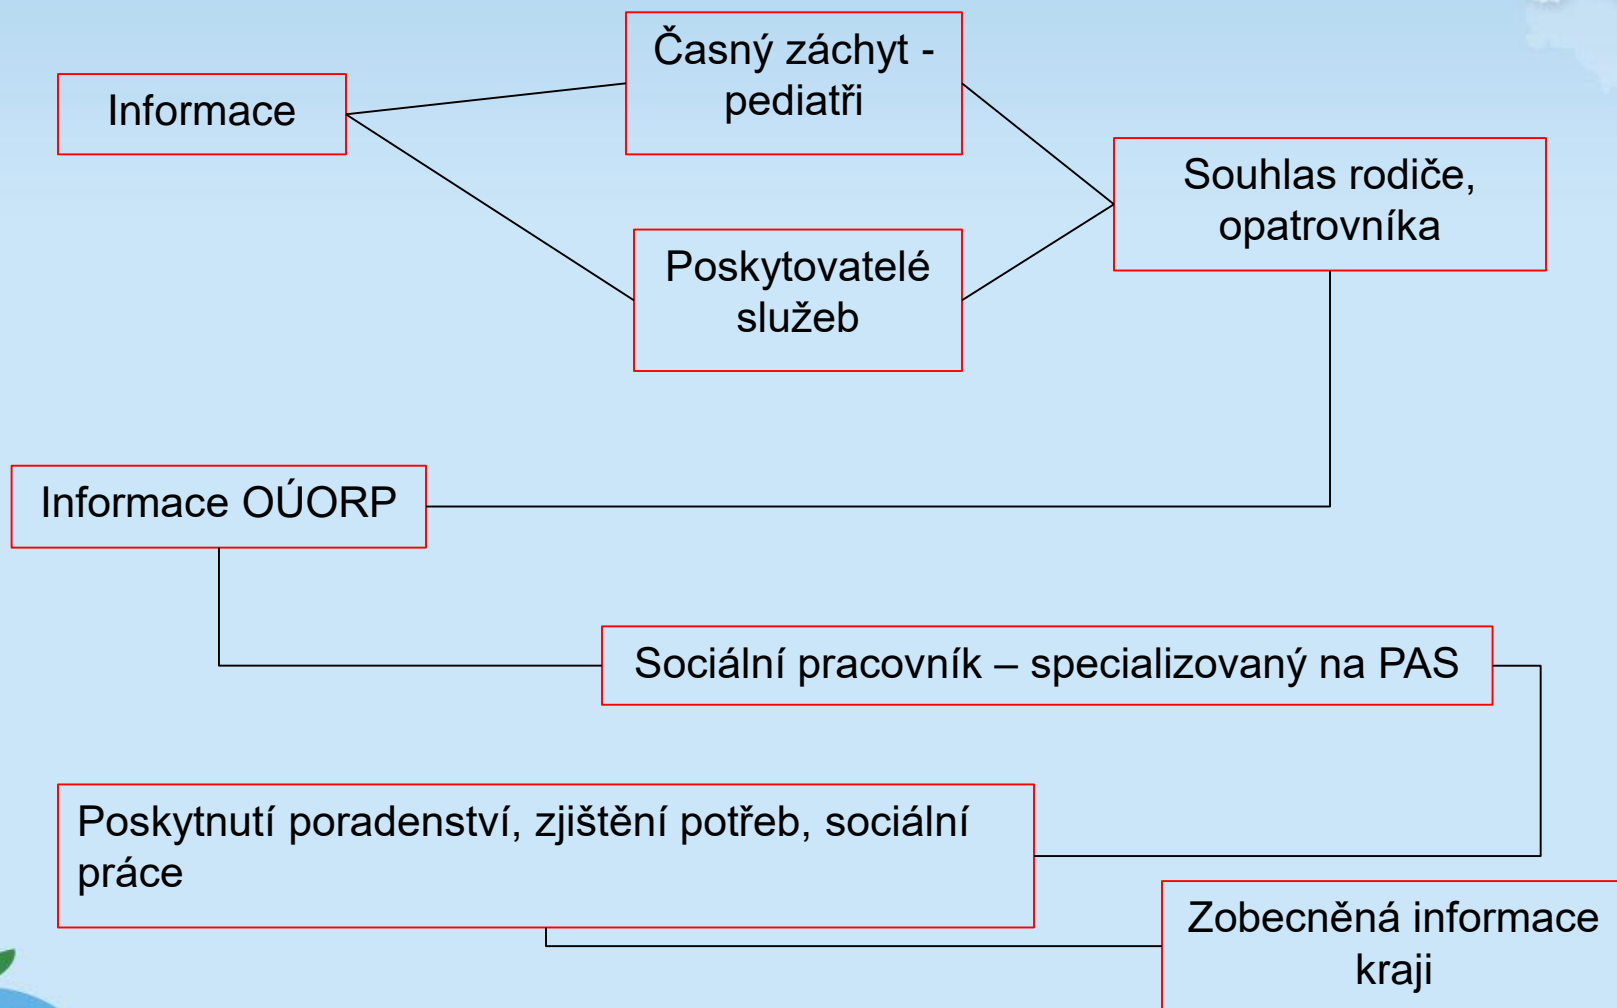 Informace
Časný záchyt -
pediatři
Poskytovatelé
služeb
Souhlas rodiče,
opatrovníka
Informace OÚORP
Sociální pracovník – specializovaný na PAS
Poskytnutí poradenství, zjištění potřeb, sociální
práce
Zobecněná informace
kraji